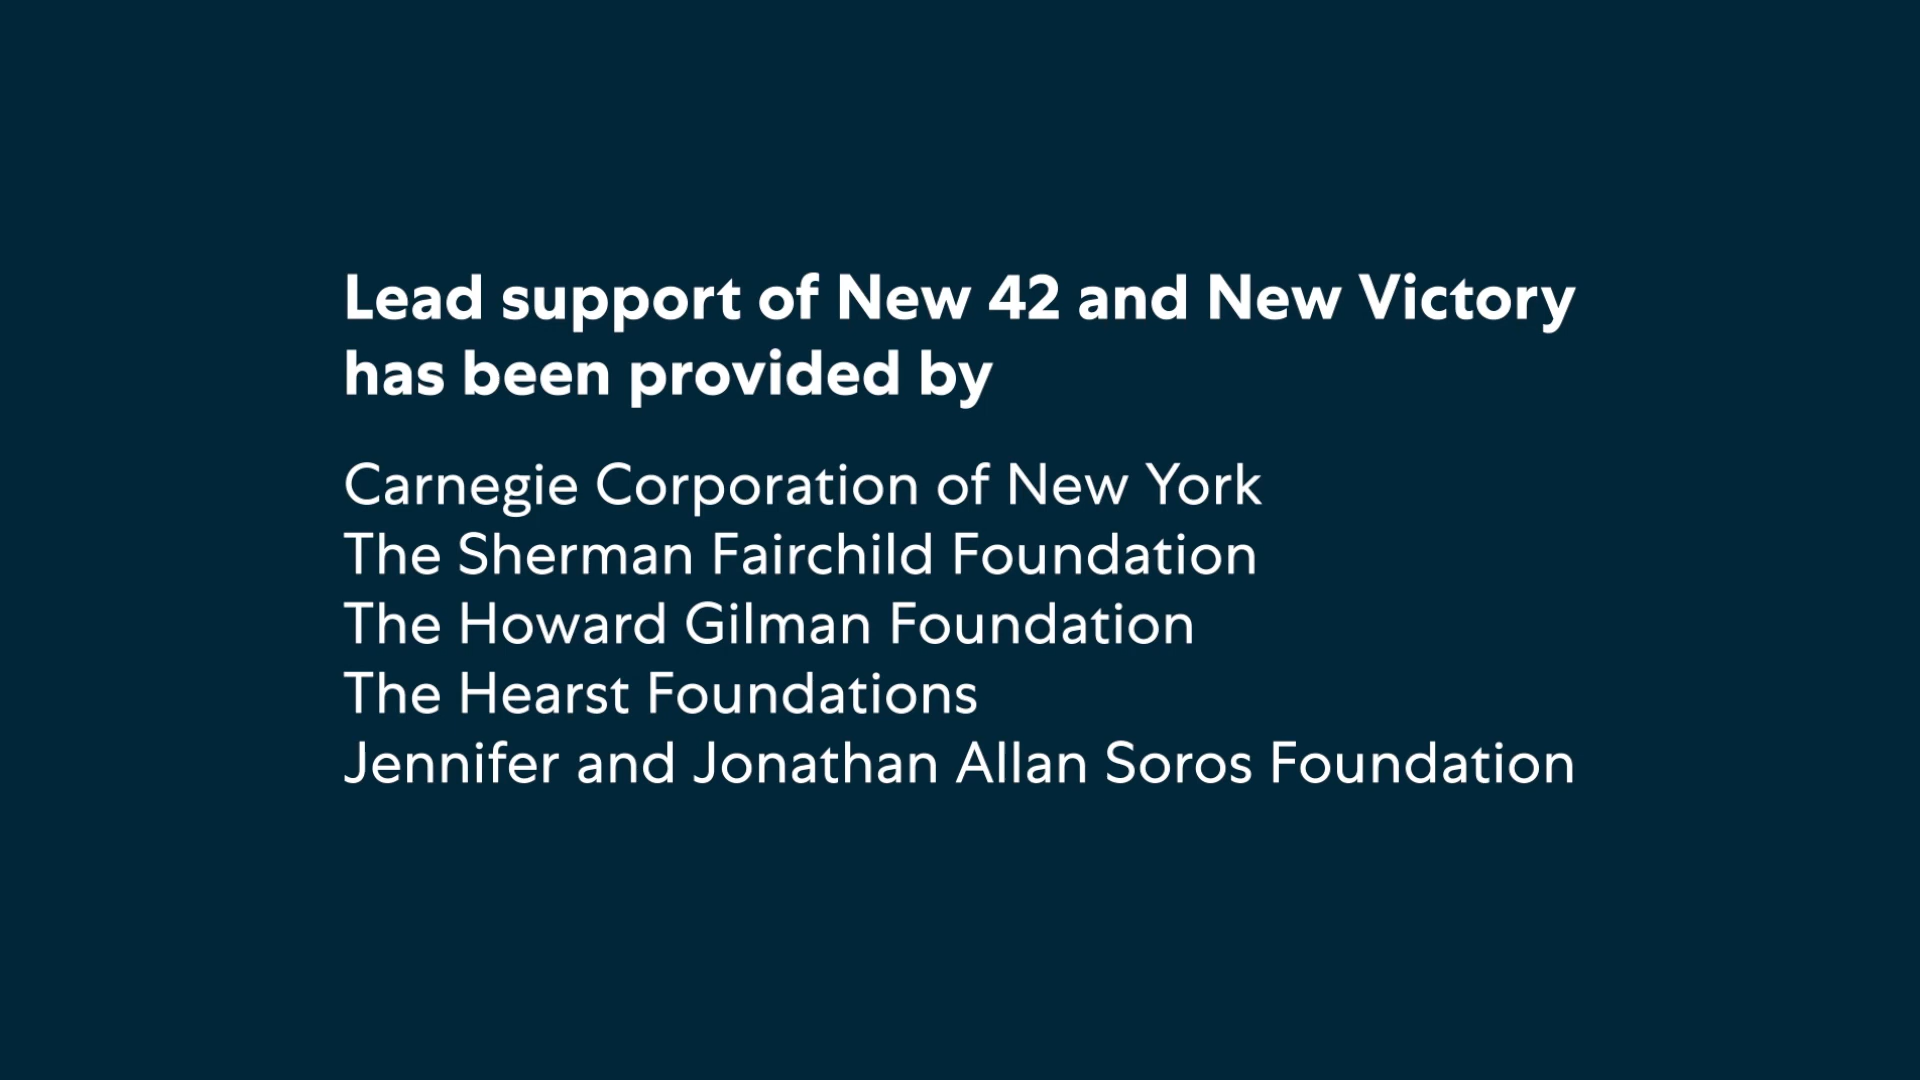 Lead support of New 42 and New Victory
has been provided by
Carnegie Corporation of New York
The Sherman Fairchild Foundation
The Howard Gilman Foundation
The Hearst Foundations
Jennifer and Jonathan Allan Soros Foundation